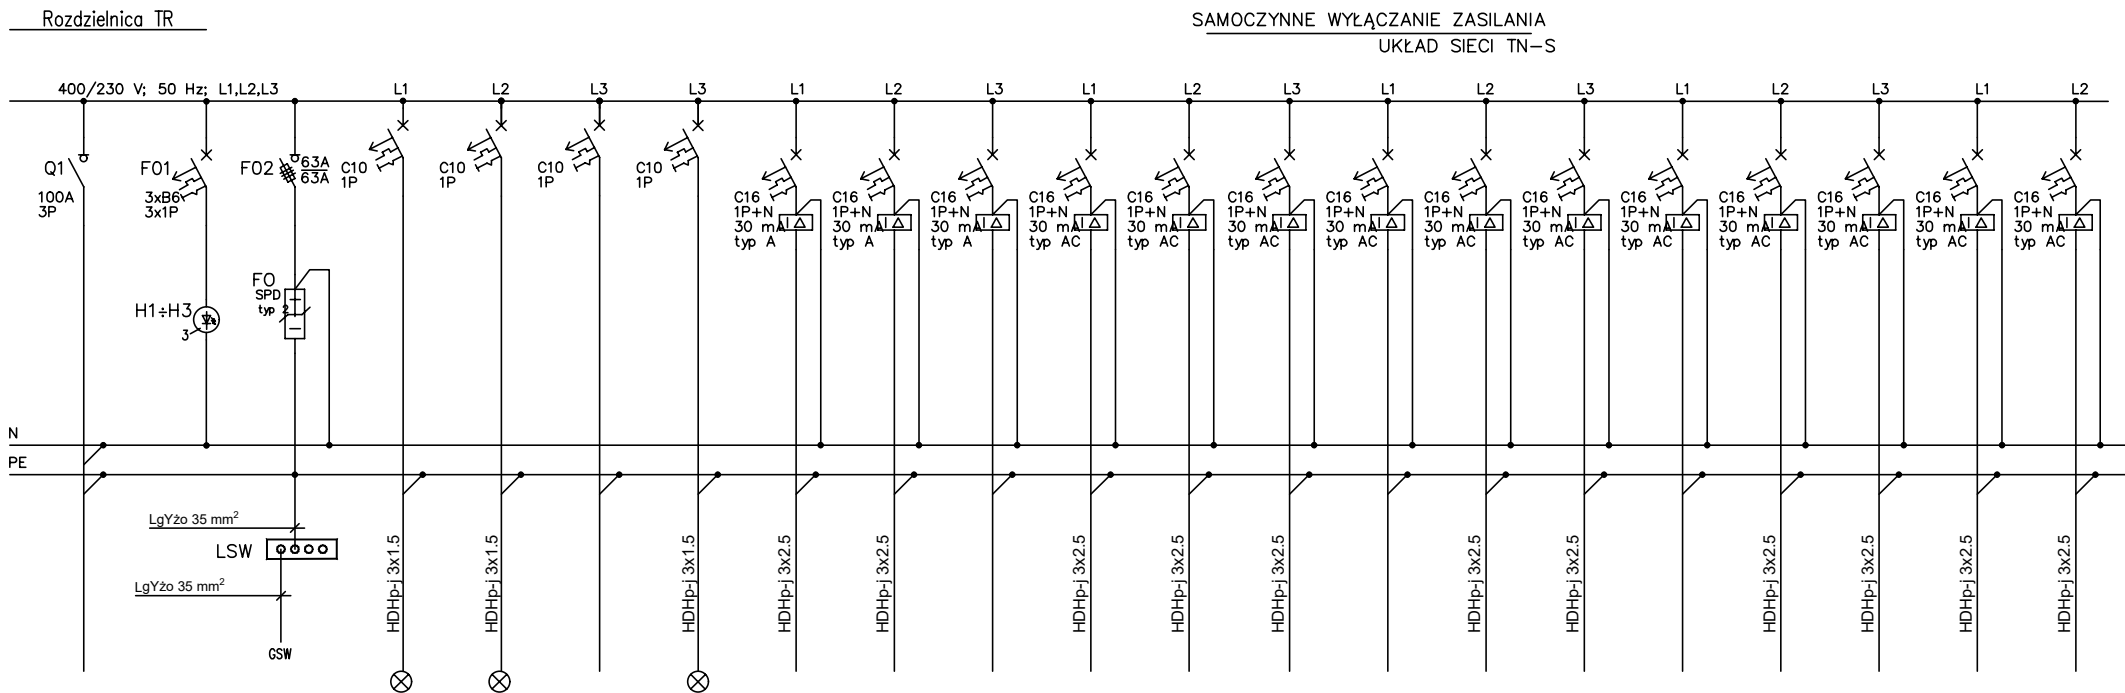 Rozdzielnica TR
SAMOCZYNNE WYŁĄCZANIE ZASILANIA
UKŁAD SIECI TN-S
400/230 V; 50 Hz; L1,L2,L3
L1
L2
L3
L3
L1
L2
L3
L1
L2
L3
L1
L2
L3
L1
L2
L3
L1
L2
Q1
100A
3P
F01
3xB6
3x1P
F02
63A
63A
C10
1P
C10
1P
C10
1P
C10
1P
C16
1P+N
30 mA
typ A
C16
1P+N
30 mA
typ A
C16
1P+N
30 mA
typ A
C16
1P+N
30 mA
typ AC
C16
1P+N
30 mA
typ AC
C16
1P+N
30 mA
typ AC
C16
1P+N
30 mA
typ AC
C16
1P+N
30 mA
typ AC
C16
1P+N
30 mA
typ AC
C16
1P+N
30 mA
typ AC
C16
1P+N
30 mA
typ AC
C16
1P+N
30 mA
typ AC
C16
1P+N
30 mA
typ AC
C16
1P+N
30 mA
typ AC
FO
SPD
typ 2
H1÷H3
3
N
PE
LgYżo 35 mm²
LSW
LgYżo 35 mm²
GSW
HDHp-j 3x1.5
HDHp-j 3x1.5
HDHp-j 3x1.5
HDHp-j 3x2.5
HDHp-j 3x2.5
HDHp-j 3x2.5
HDHp-j 3x2.5
HDHp-j 3x2.5
HDHp-j 3x2.5
HDHp-j 3x2.5
HDHp-j 3x2.5
HDHp-j 3x2.5
HDHp-j 3x2.5
HDHp-j 3x2.5